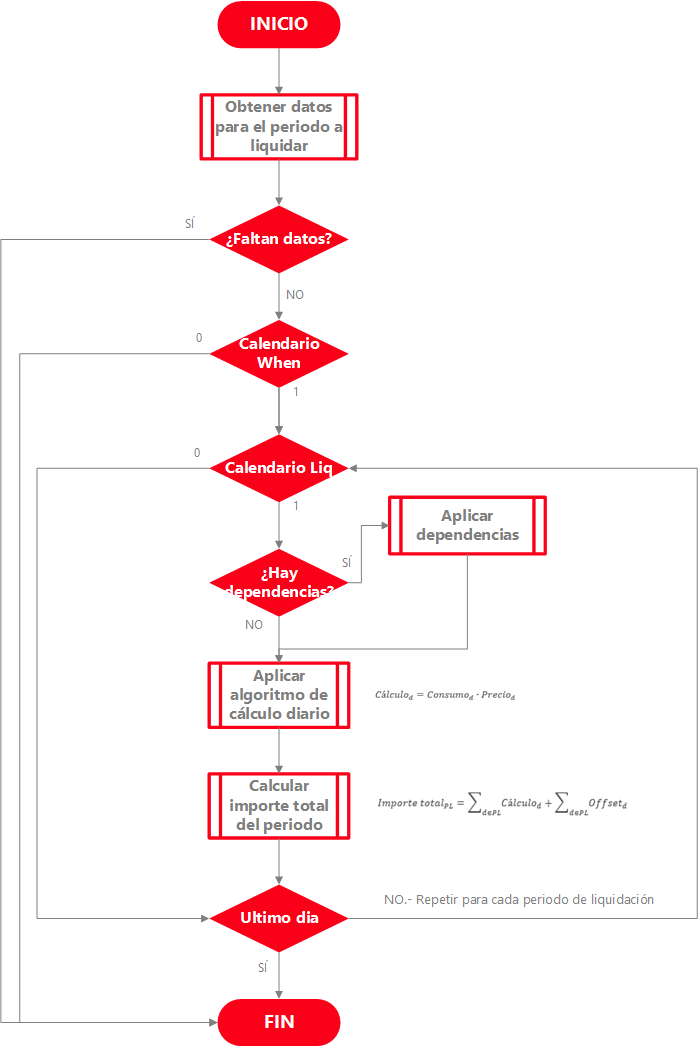 INICIO
Obtener datos
para el periodo a
liquidar
SÍ
¿Faltan datos?
NO
0
Calendario
When
1
0
Calendario Liq
1
Aplicar
dependencias
SÍ
¿Hay
dependencias?
NO
Aplicar
algoritmo de
cálculo diario
Cálculo_d = Consumo_d · Precio_d
Calcular
importe total
del periodo
Importe total_PL = ∑_d∈PL Cálculo_d + ∑_d∈PL Offset_d
NO.- Repetir para cada periodo de liquidación
Ultimo dia
SÍ
FIN